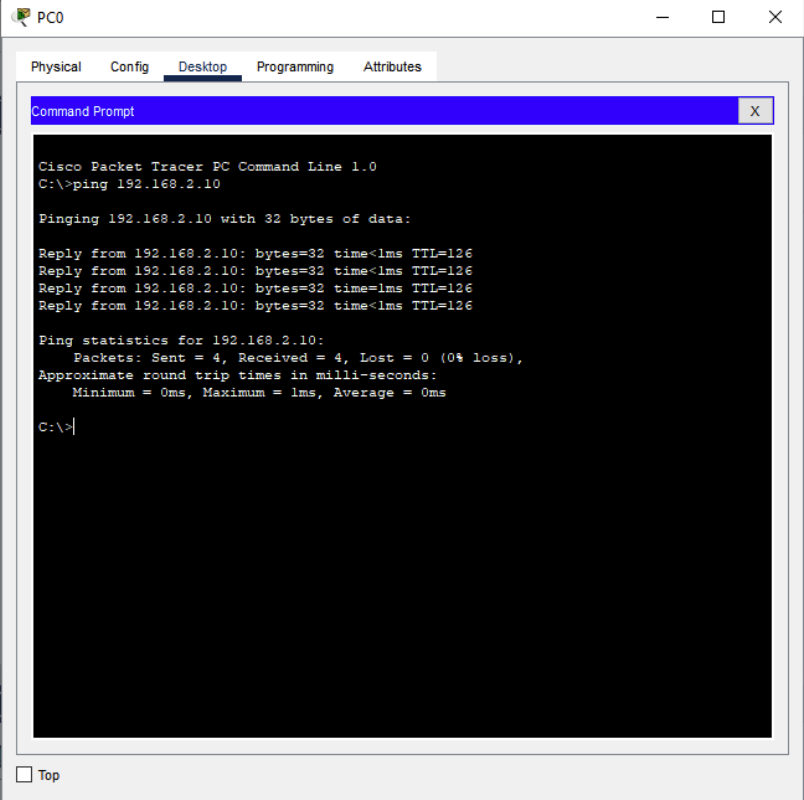 PC0
Physical Config Desktop Programming Attributes
Command Prompt X
Cisco Packet Tracer PC Command Line 1.0
C:\>ping 192.168.2.10
Pinging 192.168.2.10 with 32 bytes of data:
Reply from 192.168.2.10: bytes=32 time<1ms TTL=126
Reply from 192.168.2.10: bytes=32 time<1ms TTL=126
Reply from 192.168.2.10: bytes=32 time=1ms TTL=126
Reply from 192.168.2.10: bytes=32 time<1ms TTL=126
Ping statistics for 192.168.2.10:
Packets: Sent = 4, Received = 4, Lost = 0 (0% loss),
Approximate round trip times in milli-seconds:
Minimum = 0ms, Maximum = 1ms, Average = 0ms
C:\>
Top